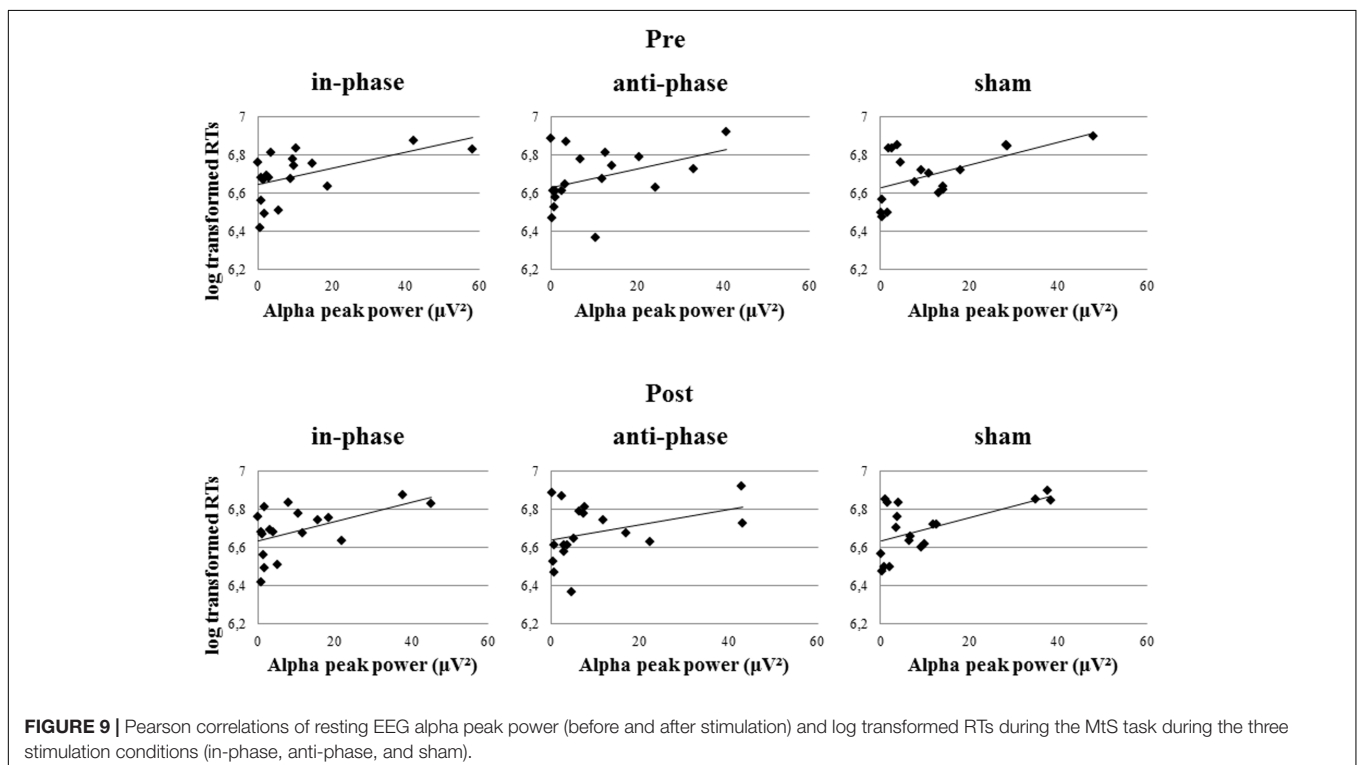 Pre
in-phase anti-phase sham
log transformed RTs
7 7 7
6,8 6,8 6,8
6,6 6,6 6,6
6,4 6,4 6,4
6,2 6,2 6,2
0 20 40 60 0 20 40 60 0 20 40 60
Alpha peak power (µV²) Alpha peak power (µV²) Alpha peak power (µV²)
Post
in-phase anti-phase sham
log transformed RTs
7 7 7
6,8 6,8 6,8
6,6 6,6 6,6
6,4 6,4 6,4
6,2 6,2 6,2
0 20 40 60 0 20 40 60 0 20 40 60
Alpha peak power (µV²) Alpha peak power (µV²) Alpha peak power (µV²)
FIGURE 9 | Pearson correlations of resting EEG alpha peak power (before and after stimulation) and log transformed RTs during the MtS task during the three
stimulation conditions (in-phase, anti-phase, and sham).